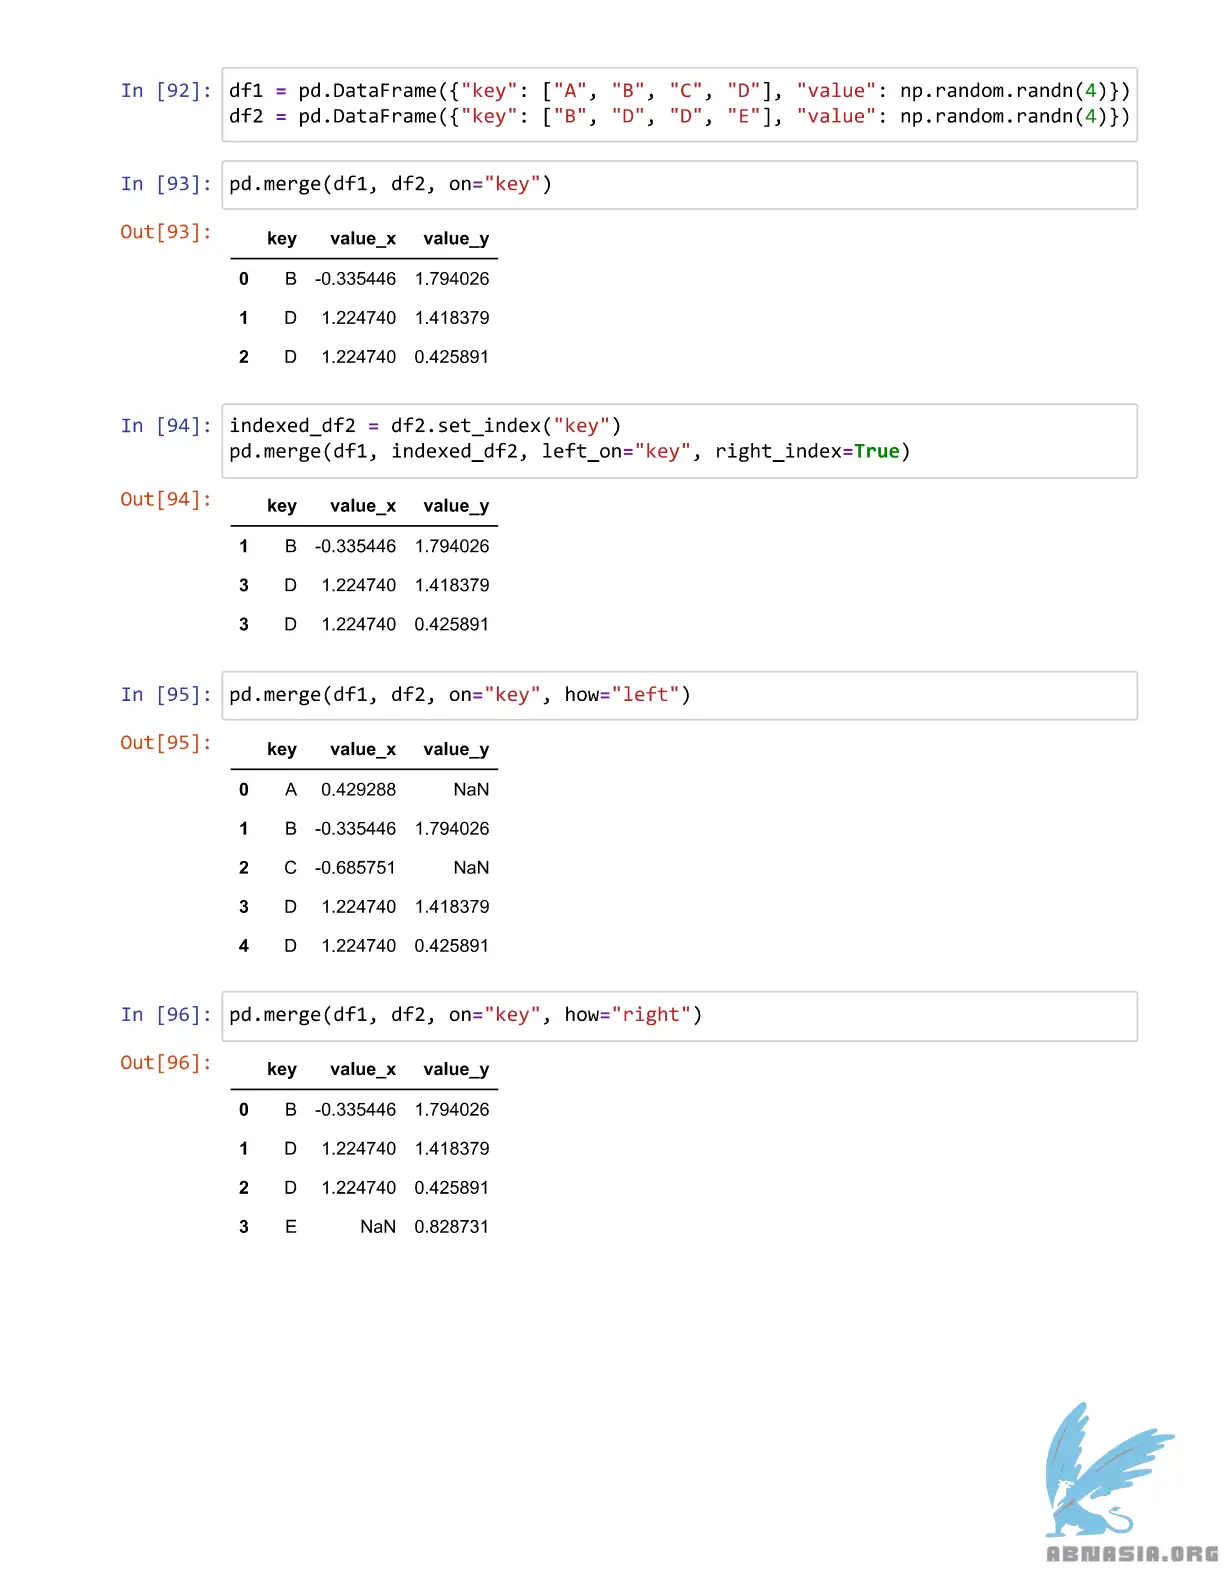 In [92]: df1 = pd.DataFrame({"key": ["A", "B", "C", "D"], "value": np.random.randn(4)})
df2 = pd.DataFrame({"key": ["B", "D", "D", "E"], "value": np.random.randn(4)})
In [93]: pd.merge(df1, df2, on="key")
Out[93]:
key value_x value_y
0 B -0.335446 1.794026
1 D 1.224740 1.418379
2 D 1.224740 0.425891
In [94]: indexed_df2 = df2.set_index("key")
pd.merge(df1, indexed_df2, left_on="key", right_index=True)
Out[94]:
key value_x value_y
1 B -0.335446 1.794026
3 D 1.224740 1.418379
3 D 1.224740 0.425891
In [95]: pd.merge(df1, df2, on="key", how="left")
Out[95]:
key value_x value_y
0 A 0.429288 NaN
1 B -0.335446 1.794026
2 C -0.685751 NaN
3 D 1.224740 1.418379
4 D 1.224740 0.425891
In [96]: pd.merge(df1, df2, on="key", how="right")
Out[96]:
key value_x value_y
0 B -0.335446 1.794026
1 D 1.224740 1.418379
2 D 1.224740 0.425891
3 E NaN 0.828731
ABNASIA.ORG